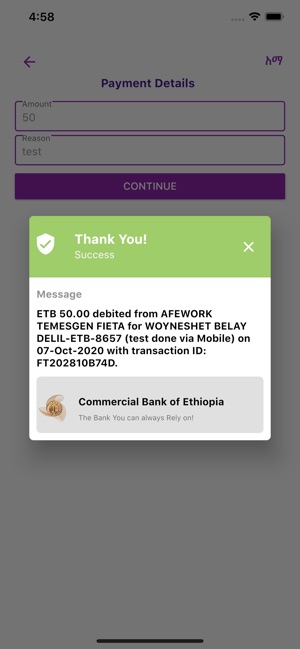 4:58
አማ
Payment Details
Amount
50
Reason
test
CONTINUE
Thank You!
Success
Message
ETB 50.00 debited from AFEWORK
TEMESGEN FIETA for WOYNESHET BELAY
DELIL-ETB-8657 (test done via Mobile) on
07-Oct-2020 with transaction ID:
FT202810B74D.
Commercial Bank of Ethiopia
The Bank You can always Rely on!